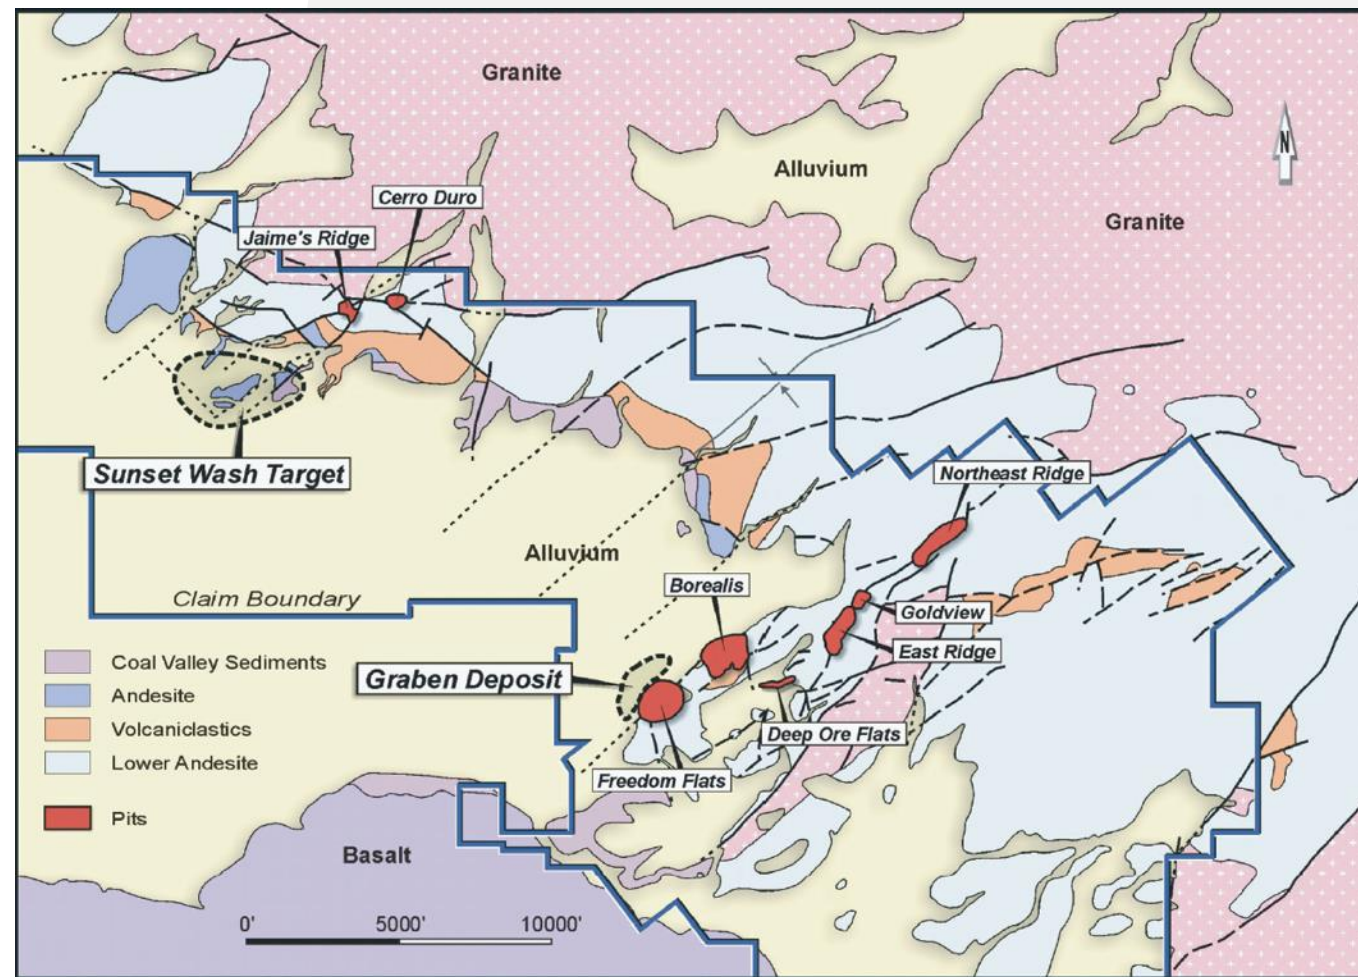 Granite
Alluvium
N
Granite
Cerro Duro
Jaime's Ridge
Sunset Wash Target
Northeast Ridge
Alluvium
Claim Boundary
Borealis
Goldview
East Ridge
Graben Deposit
Deep Ore Flats
Freedom Flats
Coal Valley Sediments
Andesite
Volcaniclastics
Lower Andesite
Pits
Basalt
0' 5000' 10000'